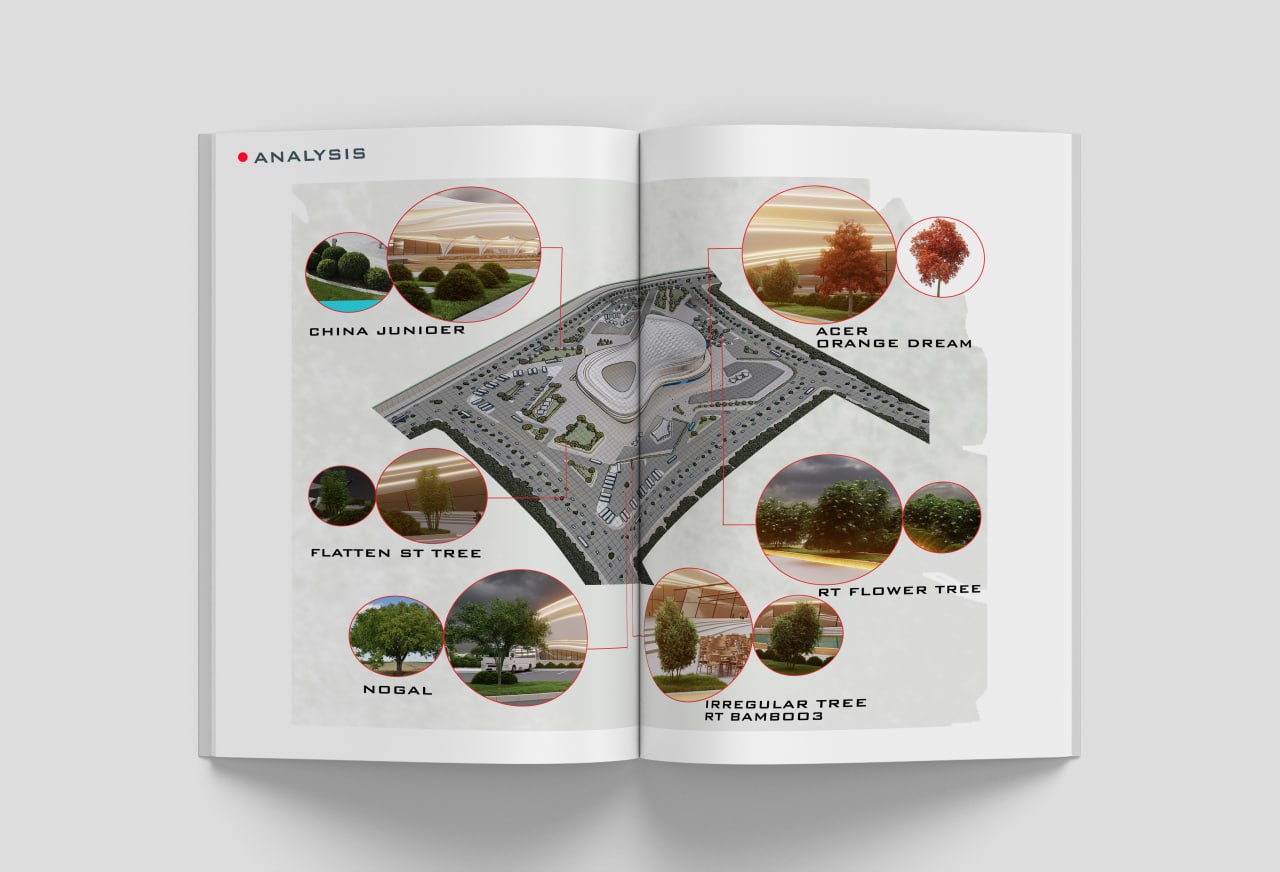 ANALYSIS
CHINA JUNIOER
ACER
ORANGE DREAM
FLATTEN ST TREE
RT FLOWER TREE
NOGAL
IRREGULAR TREE
RT BAMBOO3